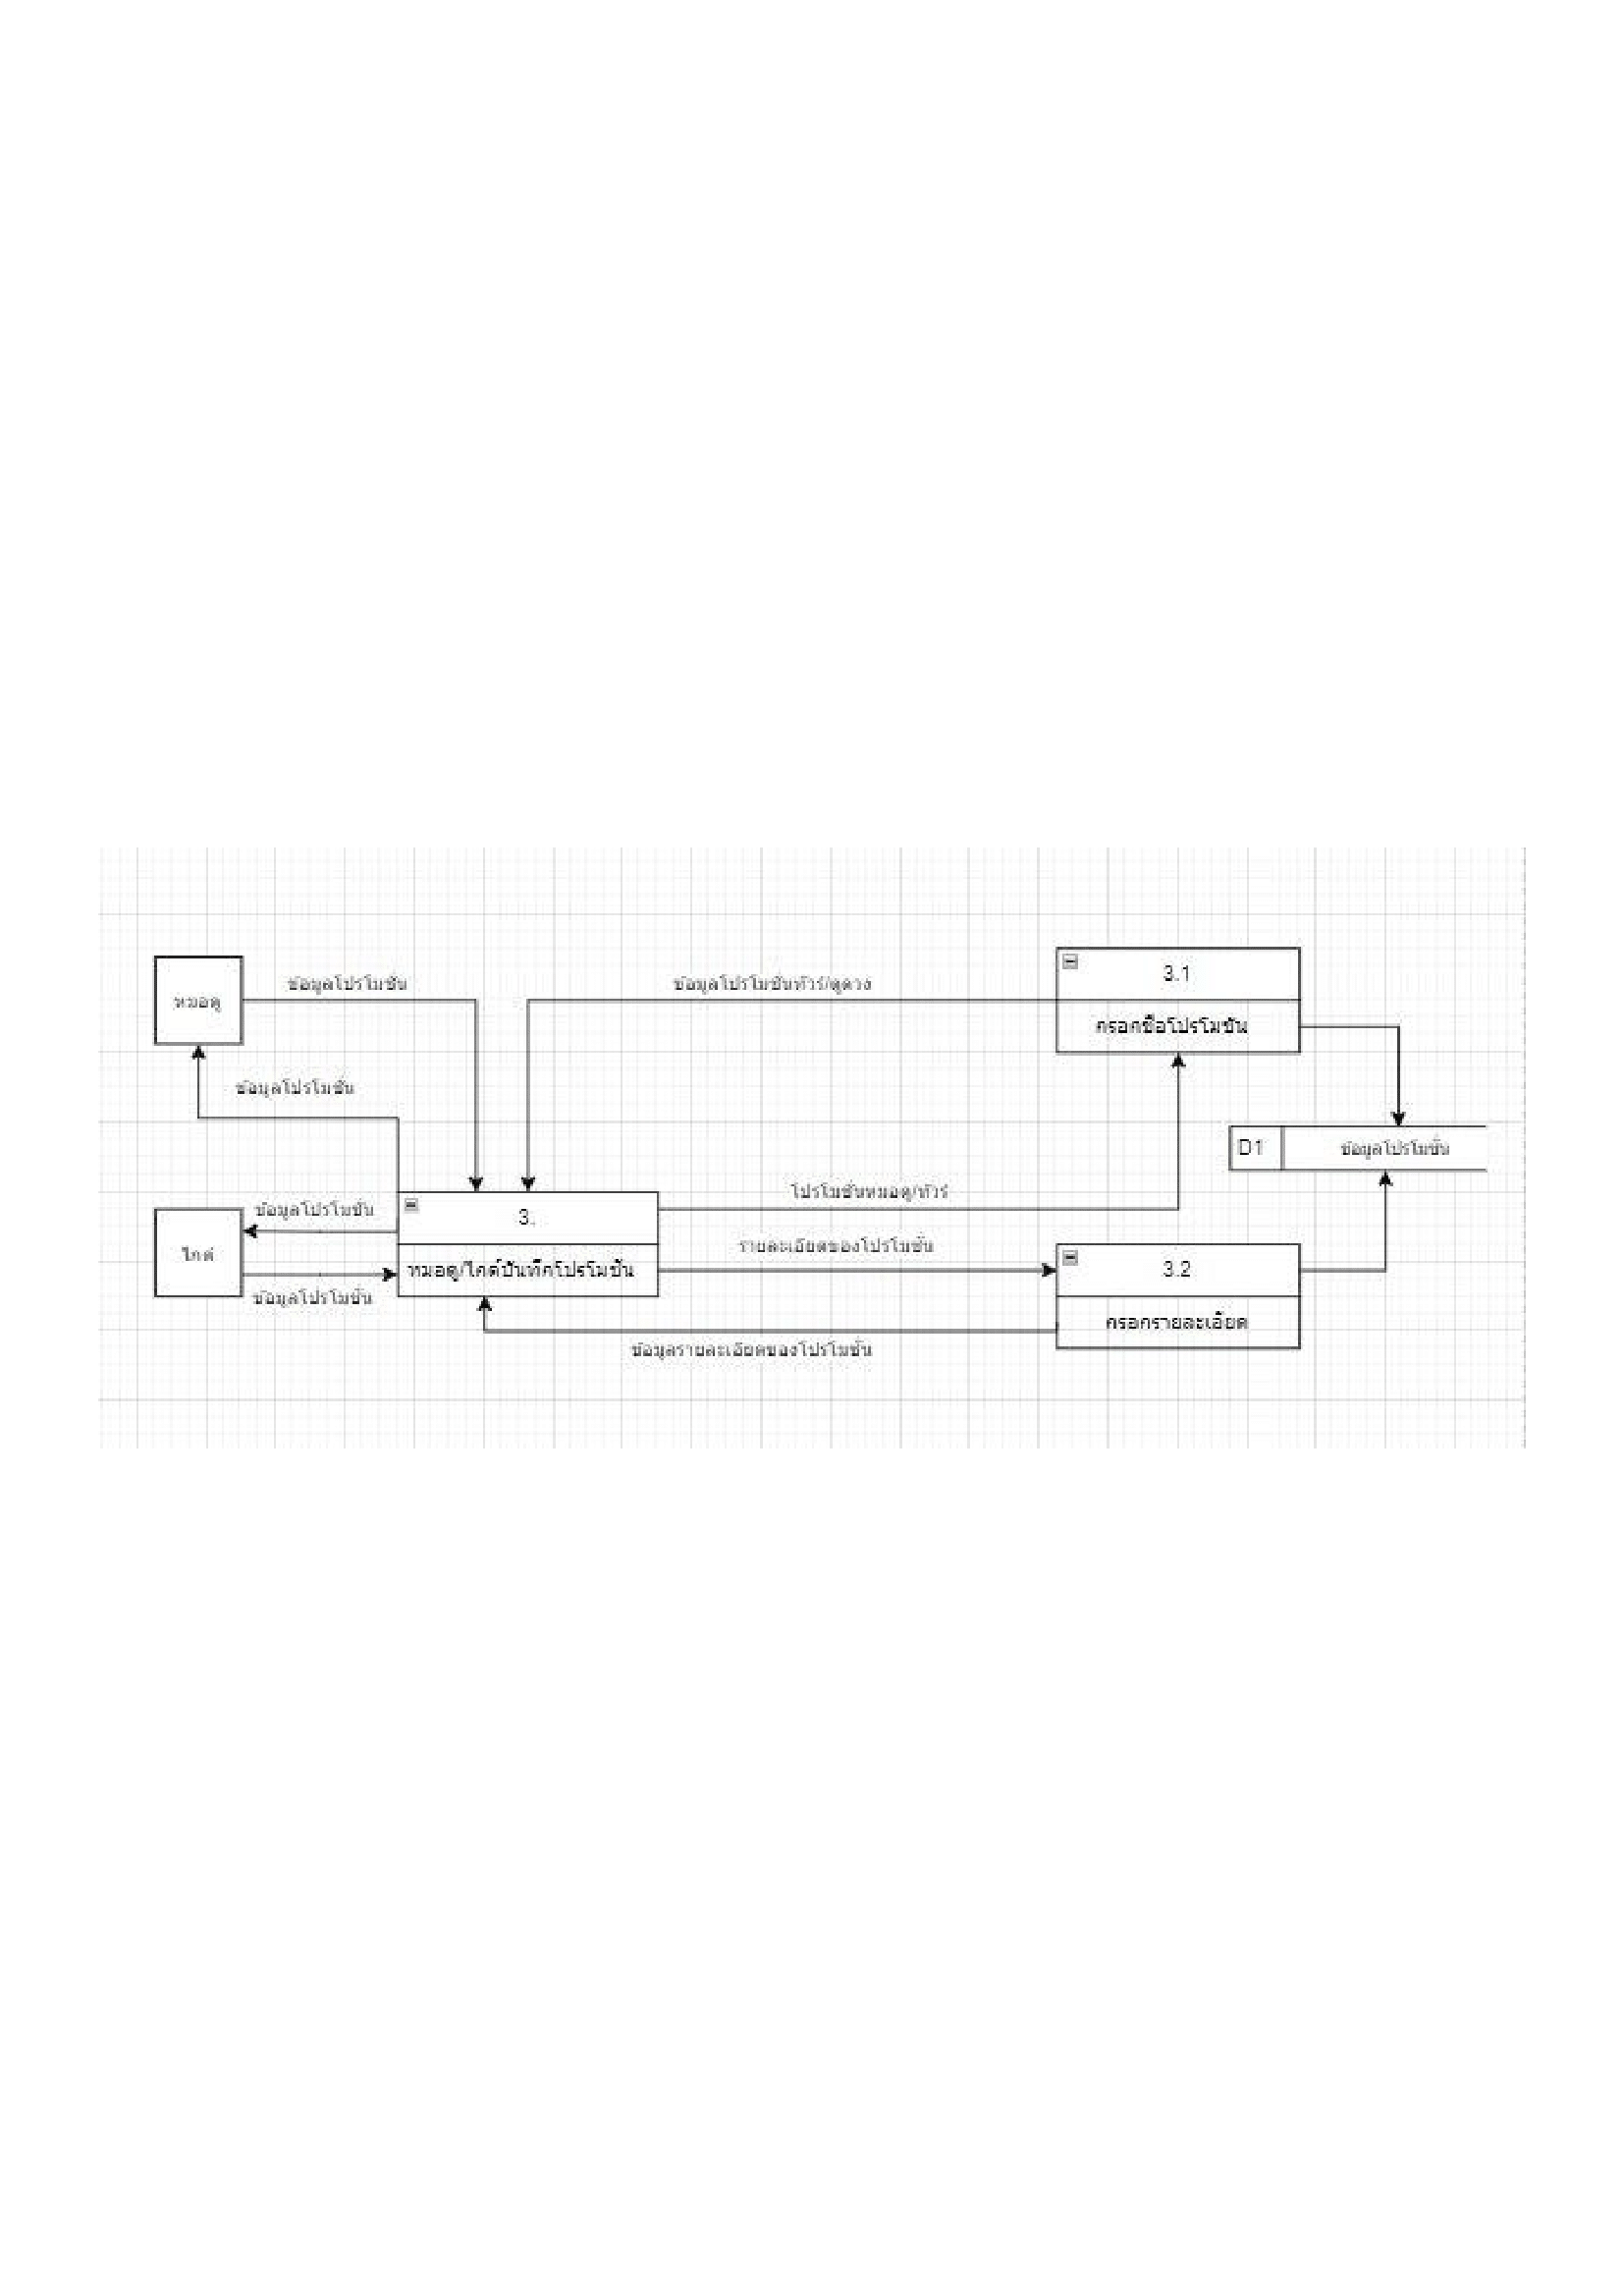 3.1
ข้อมูลโปรโมชั่น
ข้อมูลโปรโมชั่นทัวร์/ดูดวง
หมอดู
กรอกชื่อโปรโมชั่น
ข้อมูลโปรโมชั่น
D1
ข้อมูลโปรโมชั่น
โปรโมชั่นหมอดู/ทัวร์
ข้อมูลโปรโมชั่น
3.
รายละเอียดของโปรโมชั่น
ไกด์
หมอดู/ไกด์บันทึกโปรโมชั่น
3.2
ข้อมูลโปรโมชั่น
กรอกรายละเอียด
ข้อมูลรายละเอียดของโปรโมชั่น